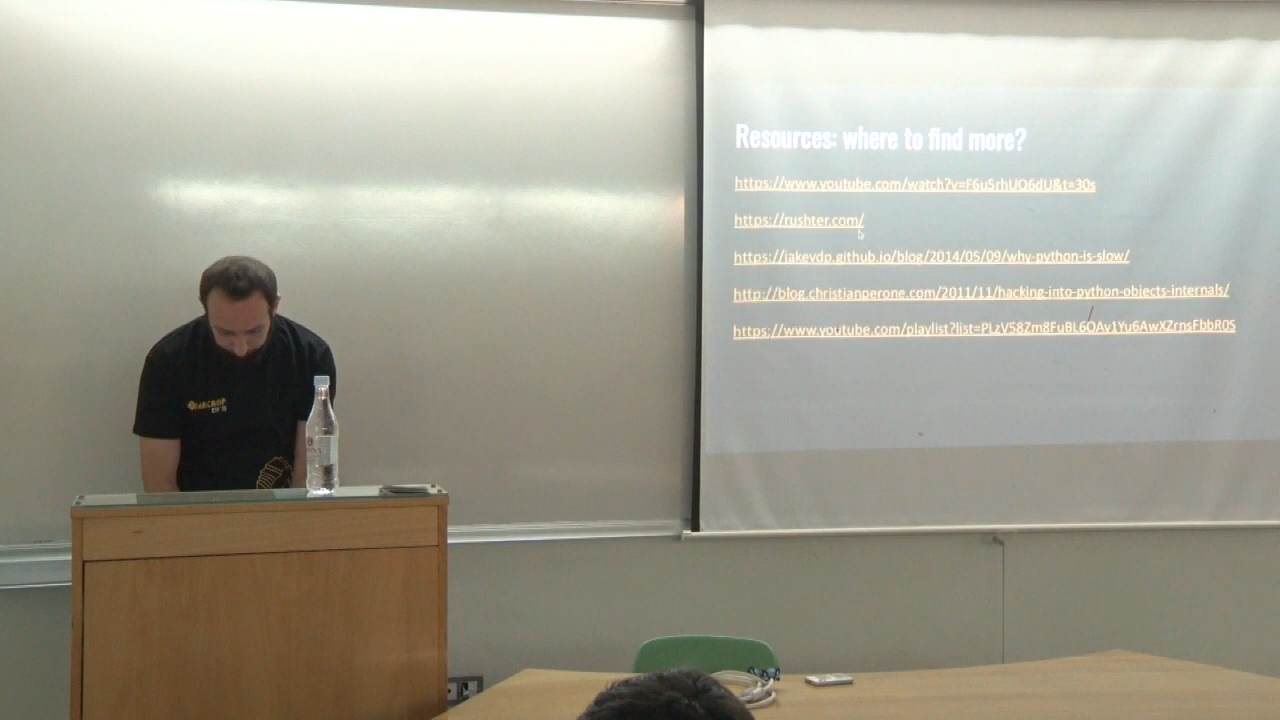 Resources: where to find more?
https://www.youtube.com/watch?v=F6u5rhUQ6dU&t=30s
https://rushter.com/
https://jakevdp.github.io/blog/2014/05/09/why-python-is-slow/
http://blog.christianperone.com/2011/11/hacking-into-python-objects-internals/
https://www.youtube.com/playlist?list=PLzV58Zm8FuBL6OAv1Yu6AwXZrnsFbbR0S